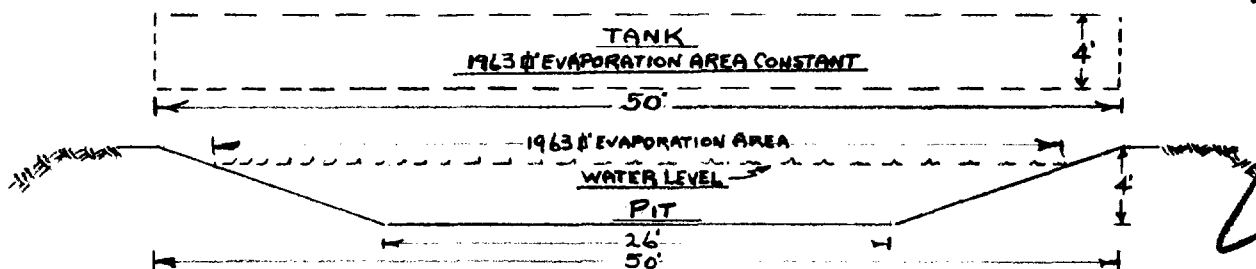 TANK
1963 ▯' EVAPORATION AREA CONSTANT
4'
50'
1963 ▯' EVAPORATION AREA
WATER LEVEL
4'
PIT
26'
50'